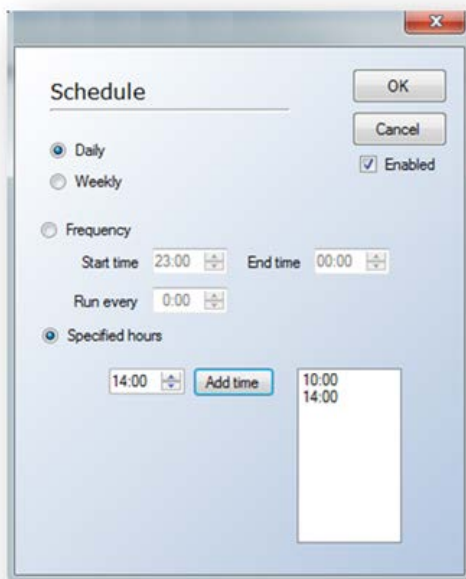 Schedule
OK
Cancel
Enabled
Daily
Weekly
Frequency
Start time 23:00 End time 00:00
Run every 0:00
Specified hours
14:00 Add time
10:00
14:00